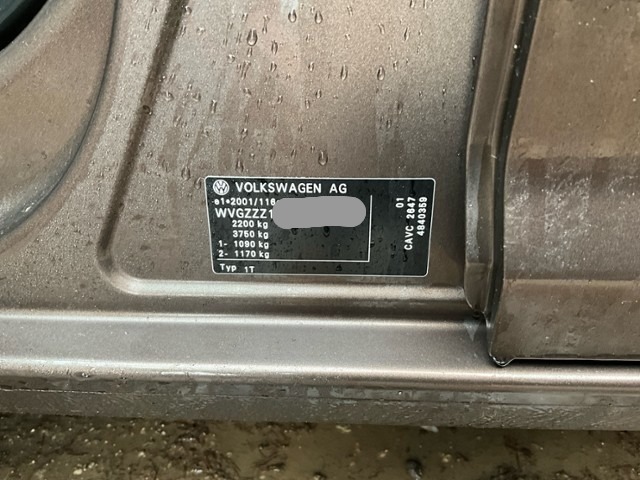 VOLKSWAGEN AG
e1*2001/116
WVGZZZ1
2200 kg
3750 kg
1- 1090 kg
2- 1170 kg
Typ 1T
01
CAVC 2647
4840359